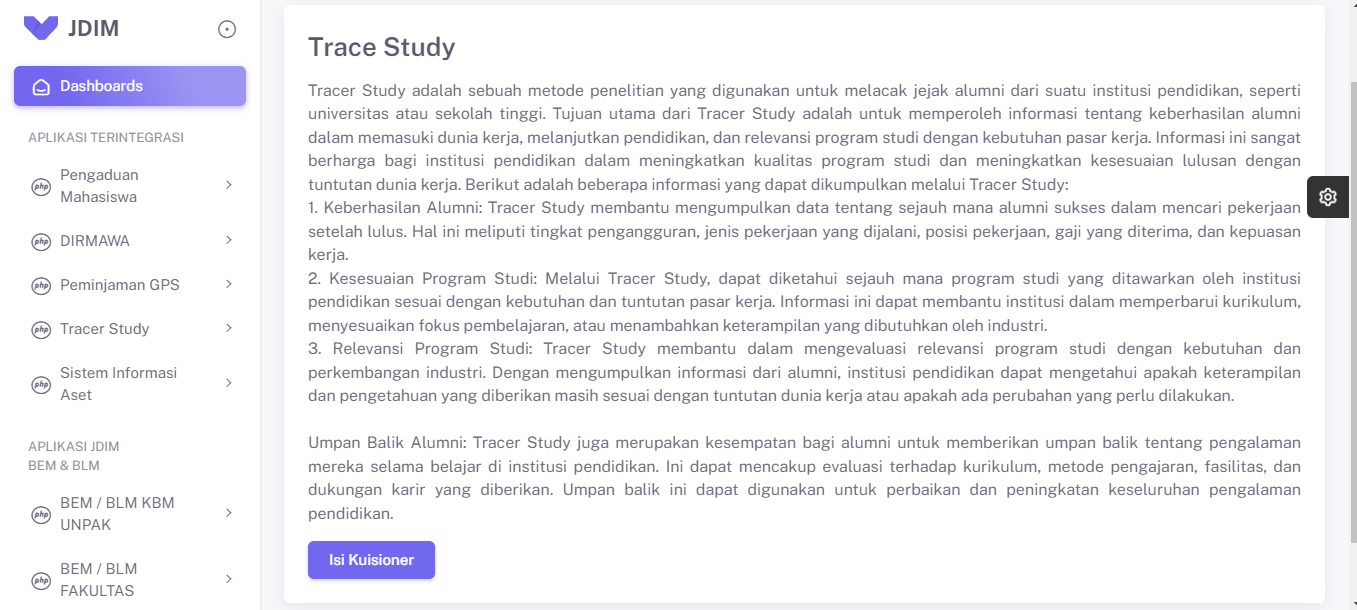 JDIM
Dashboards
APLIKASI TERINTEGRASI
php
Pengaduan
Mahasiswa
php
DIRMAWA
php
Peminjaman GPS
php
Tracer Study
php
Sistem Informasi
Aset
APLIKASI JDIM
BEM & BLM
php
BEM / BLM KBM
UNPAK
php
BEM / BLM
FAKULTAS
Trace Study
Tracer Study adalah sebuah metode penelitian yang digunakan untuk melacak jejak alumni dari suatu institusi pendidikan, seperti
universitas atau sekolah tinggi. Tujuan utama dari Tracer Study adalah untuk memperoleh informasi tentang keberhasilan alumni
dalam memasuki dunia kerja, melanjutkan pendidikan, dan relevansi program studi dengan kebutuhan pasar kerja. Informasi ini sangat
berharga bagi institusi pendidikan dalam meningkatkan kualitas program studi dan meningkatkan kesesuaian lulusan dengan
tuntutan dunia kerja. Berikut adalah beberapa informasi yang dapat dikumpulkan melalui Tracer Study:
1. Keberhasilan Alumni: Tracer Study membantu mengumpulkan data tentang sejauh mana alumni sukses dalam mencari pekerjaan
setelah lulus. Hal ini meliputi tingkat pengangguran, jenis pekerjaan yang dijalani, posisi pekerjaan, gaji yang diterima, dan kepuasan
kerja.
2. Kesesuaian Program Studi: Melalui Tracer Study, dapat diketahui sejauh mana program studi yang ditawarkan oleh institusi
pendidikan sesuai dengan kebutuhan dan tuntutan pasar kerja. Informasi ini dapat membantu institusi dalam memperbarui kurikulum,
menyesuaikan fokus pembelajaran, atau menambahkan keterampilan yang dibutuhkan oleh industri.
3. Relevansi Program Studi: Tracer Study membantu dalam mengevaluasi relevansi program studi dengan kebutuhan dan
perkembangan industri. Dengan mengumpulkan informasi dari alumni, institusi pendidikan dapat mengetahui apakah keterampilan
dan pengetahuan yang diberikan masih sesuai dengan tuntutan dunia kerja atau apakah ada perubahan yang perlu dilakukan.
Umpan Balik Alumni: Tracer Study juga merupakan kesempatan bagi alumni untuk memberikan umpan balik tentang pengalaman
mereka selama belajar di institusi pendidikan. Ini dapat mencakup evaluasi terhadap kurikulum, metode pengajaran, fasilitas, dan
dukungan karir yang diberikan. Umpan balik ini dapat digunakan untuk perbaikan dan peningkatan keseluruhan pengalaman
pendidikan.
Isi Kuisioner